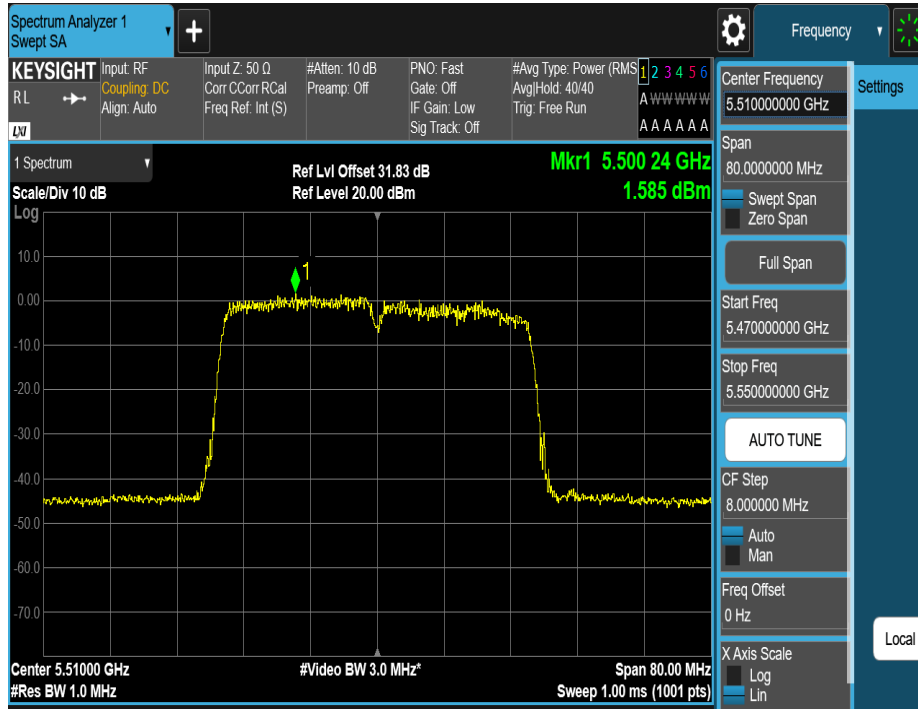 Spectrum Analyzer 1
Swept SA
+
Frequency
KEYSIGHT
R L
LXI
Input: RF
Coupling: DC
Align: Auto
Input Z: 50 Ω
Corr CCorr RCal
Freq Ref: Int (S)
#Atten: 10 dB
Preamp: Off
PNO: Fast
Gate: Off
IF Gain: Low
Sig Track: Off
#Avg Type: Power (RMS
Avg|Hold: 40/40
Trig: Free Run
1 2 3 4 5 6
A W W W W W
A A A A A A
1 Spectrum
Scale/Div 10 dB
Log
Ref Lvl Offset 31.83 dB
Ref Level 20.00 dBm
Mkr1 5.500 24 GHz
1.585 dBm
1
10.0
0.00
-10.0
-20.0
-30.0
-40.0
-50.0
-60.0
-70.0
Center 5.51000 GHz
#Res BW 1.0 MHz
#Video BW 3.0 MHz*
Span 80.00 MHz
Sweep 1.00 ms (1001 pts)
Center Frequency
5.510000000 GHz
Span
80.0000000 MHz
Swept Span
Zero Span
Full Span
Start Freq
5.470000000 GHz
Stop Freq
5.550000000 GHz
AUTO TUNE
CF Step
8.000000 MHz
Auto
Man
Freq Offset
0 Hz
X Axis Scale
Log
Lin
Settings
Local